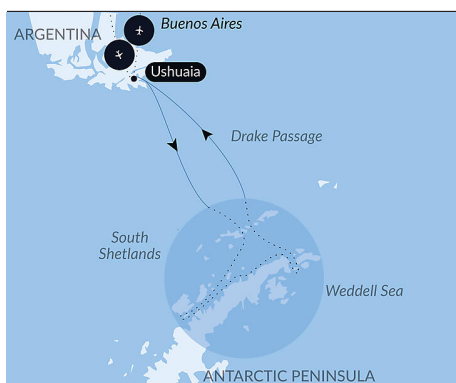 Buenos Aires
ARGENTINA
Ushuaia
Drake Passage
South
Shetlands
Weddell Sea
ANTARCTIC PENINSULA